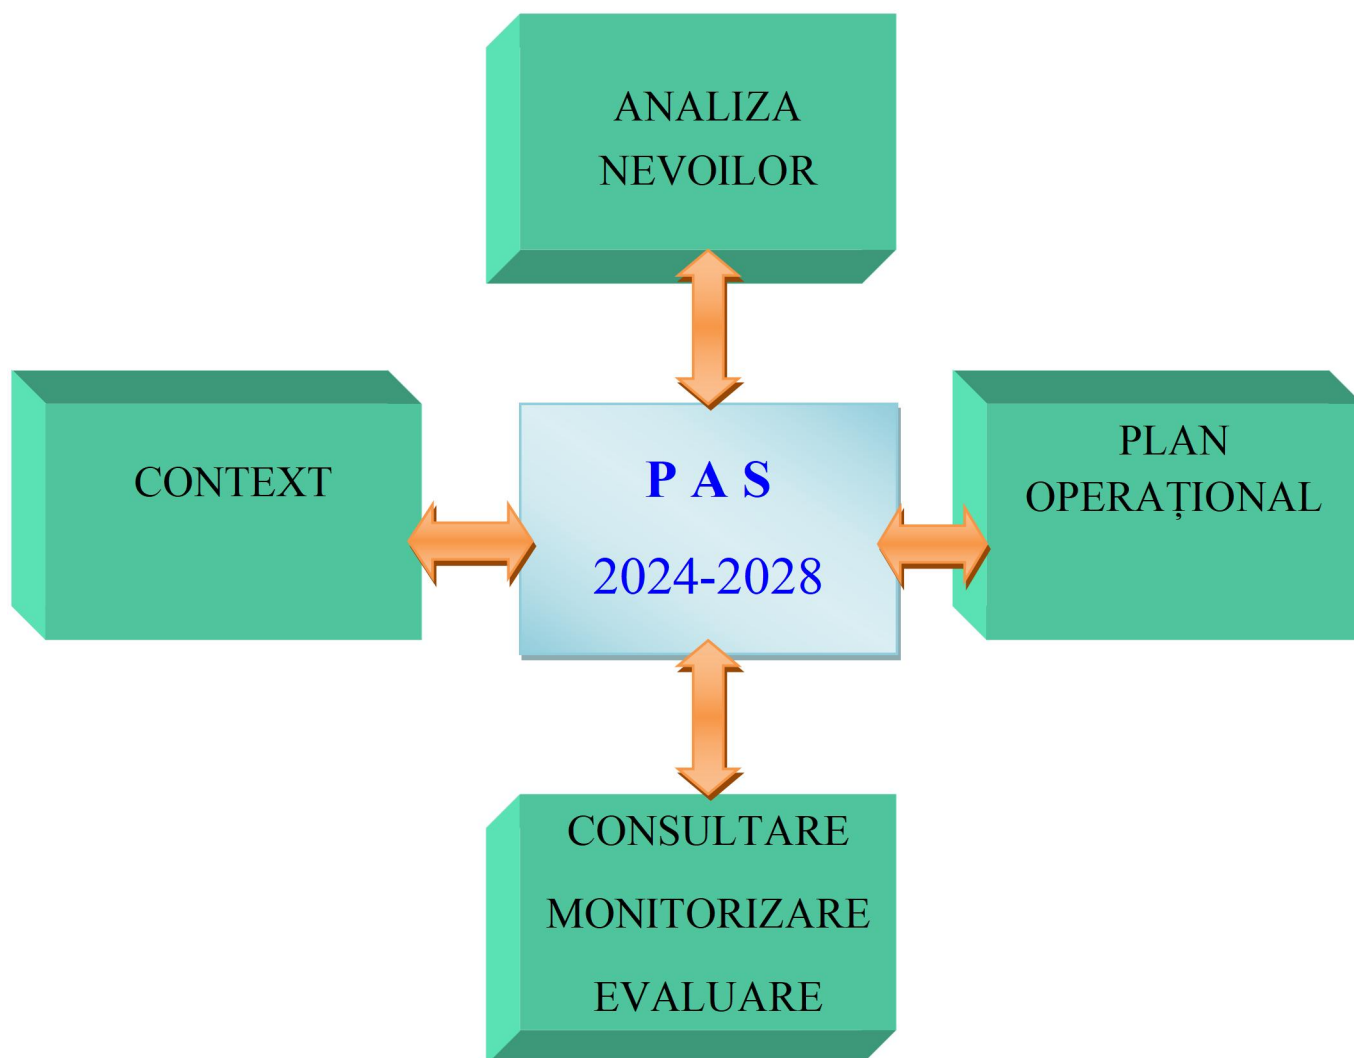 ANALIZA
NEVOILOR
CONTEXT
P A S
2024-2028
PLAN
OPERAȚIONAL
CONSULTARE
MONITORIZARE
EVALUARE